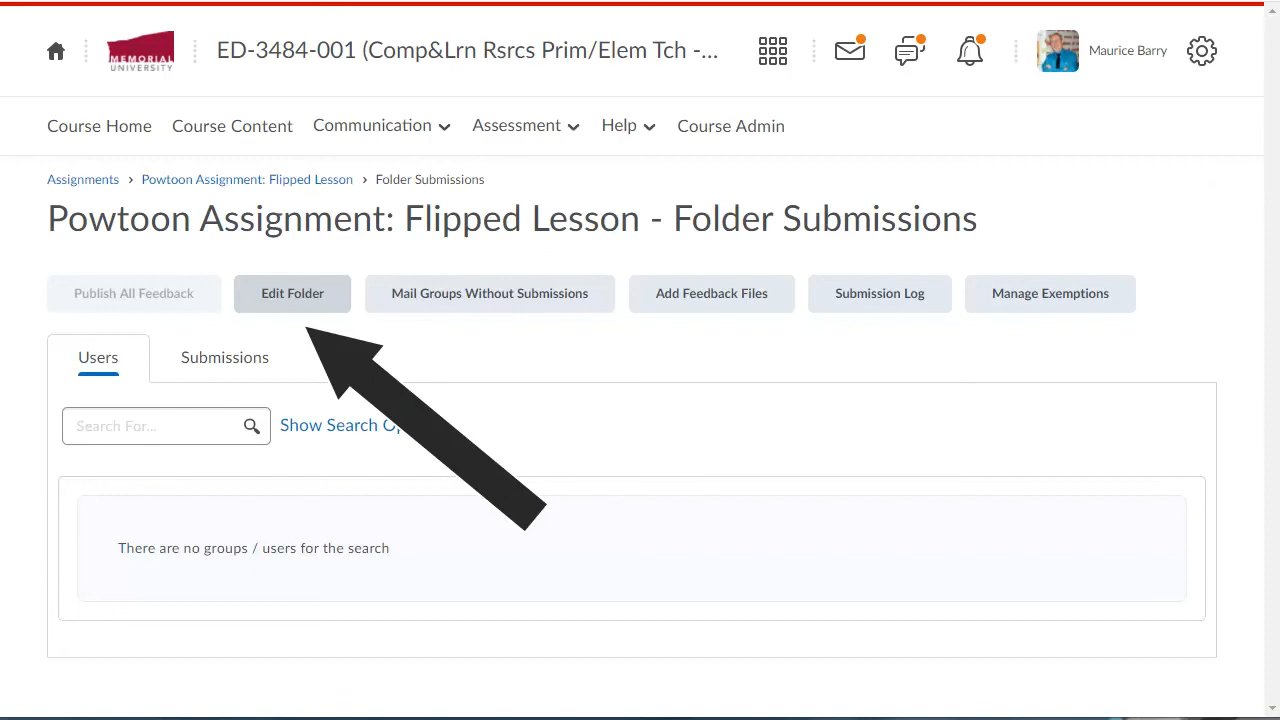 MEMORIAL
UNIVERSITY
ED-3484-001 (Comp&Lrn Rsrcs Prim/Elem Tch -...
Maurice Barry
Course Home Course Content Communication Assessment Help Course Admin
Assignments › Powtoon Assignment: Flipped Lesson › Folder Submissions
Powtoon Assignment: Flipped Lesson - Folder Submissions
Publish All Feedback Edit Folder Mail Groups Without Submissions Add Feedback Files Submission Log Manage Exemptions
Users Submissions
Search For... Show Search
There are no groups / users for the search